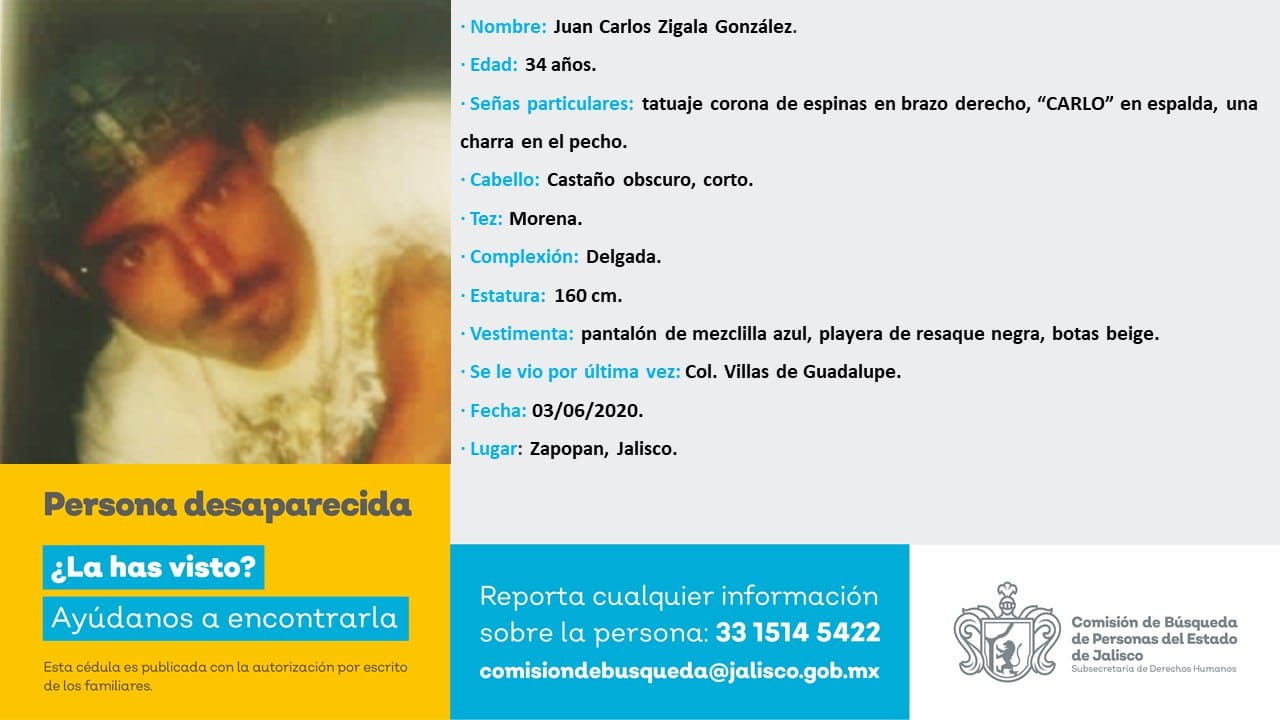 · Nombre: Juan Carlos Zigala González.
· Edad: 34 años.
· Señas particulares: tatuaje corona de espinas en brazo derecho, “CARLO” en espalda, una
charra en el pecho.
· Cabello: Castaño obscuro, corto.
· Tez: Morena.
· Complexión: Delgada.
· Estatura: 160 cm.
· Vestimenta: pantalón de mezclilla azul, playera de resaque negra, botas beige.
· Se le vio por última vez: Col. Villas de Guadalupe.
· Fecha: 03/06/2020.
· Lugar: Zapopan, Jalisco.
Persona desaparecida
¿La has visto?
Ayúdanos a encontrarla
Esta cédula es publicada con la autorización por escrito
de los familiares.
Reporta cualquier información
sobre la persona: 33 1514 5422
comisiondebusqueda@jalisco.gob.mx
Comisión de Búsqueda
de Personas del Estado
de Jalisco
Subsecretaría de Derechos Humanos